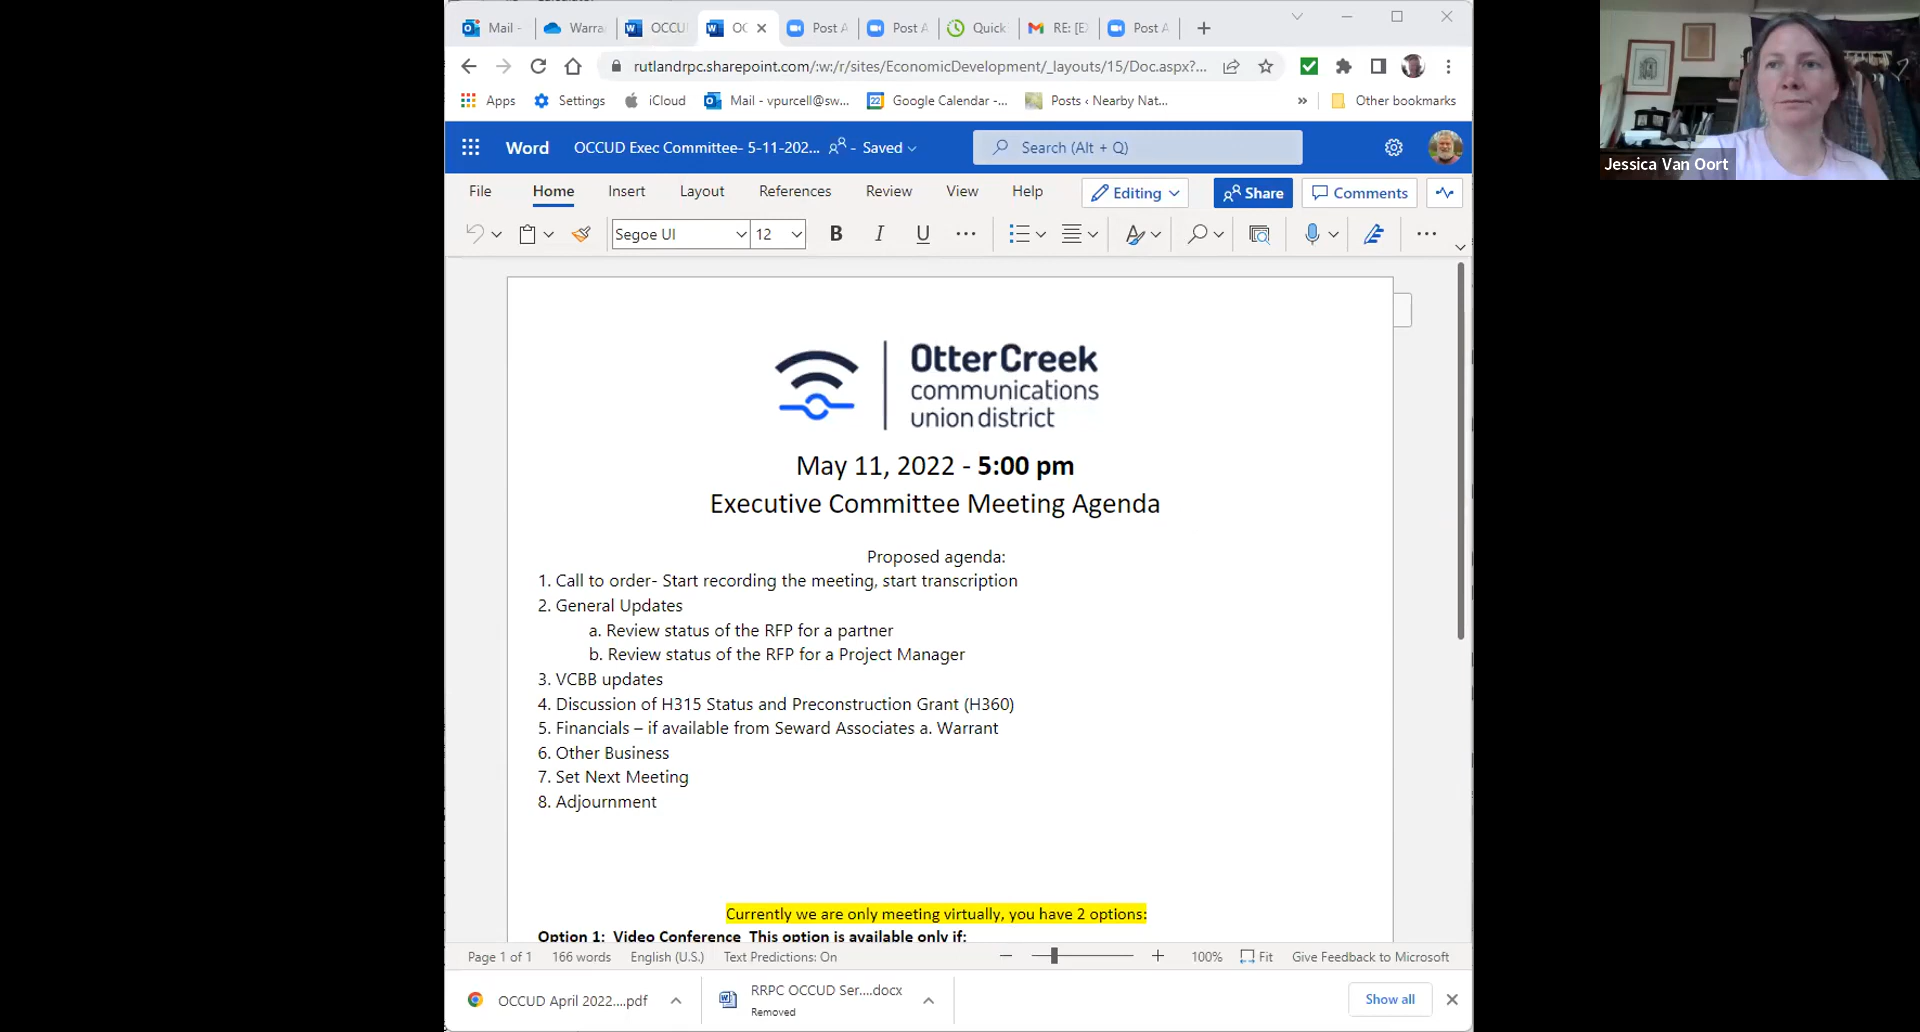 Mail -
Warra
OCCUI
OC
Post A
Post A
Quick
RE: [E
Post A
rutlandrpc.sharepoint.com/:w:/r/sites/EconomicDevelopment/_layouts/15/Doc.aspx?...
Apps
Settings
iCloud
Mail - vpurcell@sw...
Google Calendar -...
Posts ‹ Nearby Nat...
»
Other bookmarks
Word
OCCUD Exec Committee- 5-11-202... - Saved
Search (Alt + Q)
File
Home
Insert
Layout
References
Review
View
Help
Editing
Share
Comments
Segoe UI
12
B
I
U
Otter Creek
communications
union district
May 11, 2022 - 5:00 pm
Executive Committee Meeting Agenda
Proposed agenda:
1. Call to order- Start recording the meeting, start transcription
2. General Updates
a. Review status of the RFP for a partner
b. Review status of the RFP for a Project Manager
3. VCBB updates
4. Discussion of H315 Status and Preconstruction Grant (H360)
5. Financials – if available from Seward Associates a. Warrant
6. Other Business
7. Set Next Meeting
8. Adjournment
Currently we are only meeting virtually, you have 2 options:
Option 1: Video Conference This option is available only if:
Page 1 of 1
166 words
English (U.S.)
Text Predictions: On
100%
Fit
Give Feedback to Microsoft
OCCUD April 2022....pdf
RRPC OCCUD Ser....docx
Removed
Show all
Jessica Van Oort